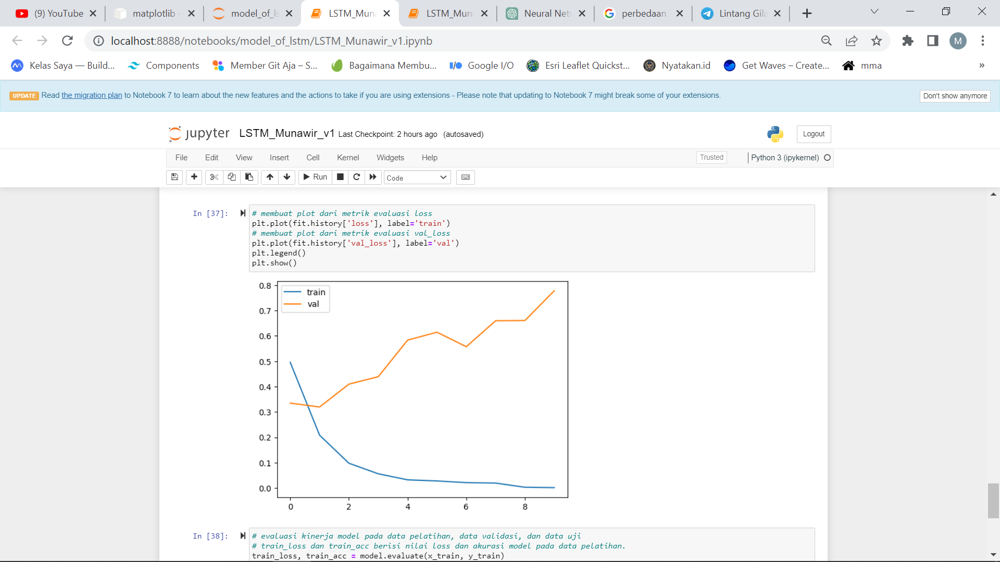 (9) YouTube
matplotlib
model_of_ls
LSTM_Mun
LSTM_Mun
Neural Net
perbedaan
Lintang Gila
localhost:8888/notebooks/model_of_lstm/LSTM_Munawir_v1.ipynb
M
Kelas Saya — Build...
Components
Member Git Aja – S...
Bagaimana Membu...
Google I/O
Esri Leaflet Quickst...
Nyatakan.id
Get Waves – Create...
mma
»
UPDATE Read the migration plan to Notebook 7 to learn about the new features and the actions to take if you are using extensions - Please note that updating to Notebook 7 might break some of your extensions.
Don't show anymore
jupyter LSTM_Munawir_v1 Last Checkpoint: 2 hours ago (autosaved)
Logout
File Edit View Insert Cell Kernel Widgets Help
Trusted
Python 3 (ipykernel)
Run
Code
In [37]:
# membuat plot dari metrik evaluasi loss
plt.plot(fit.history['loss'], label='train')
# membuat plot dari metrik evaluasi val_loss
plt.plot(fit.history['val_loss'], label='val')
plt.legend()
plt.show()
train
val
0.8
0.7
0.6
0.5
0.4
0.3
0.2
0.1
0.0
0 2 4 6 8
In [38]:
# evaluasi kinerja model pada data pelatihan, data validasi, dan data uji
# train_loss dan train_acc berisi nilai loss dan akurasi model pada data pelatihan.
train_loss, train_acc = model.evaluate(x_train, y_train)